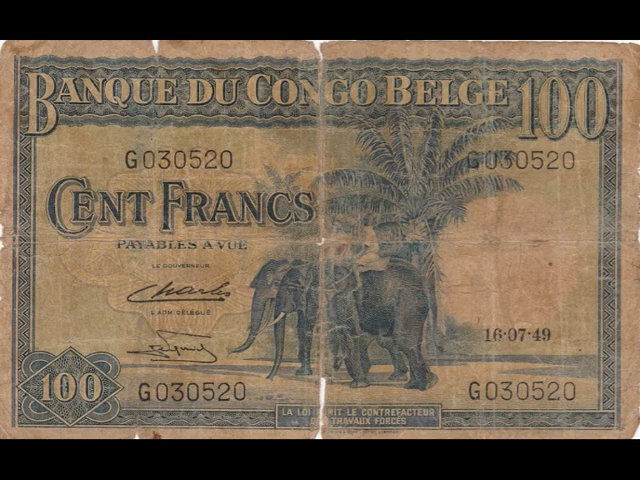 BANQUE DU CONGO BELGE 100
G030520 G030520
CENT FRANCS
PAYABLES A VUE
LE GOUVERNEUR
L'ADM. DÉLÉGUÉ
16·07·49
100 G030520 G030520
LA LOI PUNIT LE CONTREFACTEUR
DES TRAVAUX FORCÉS